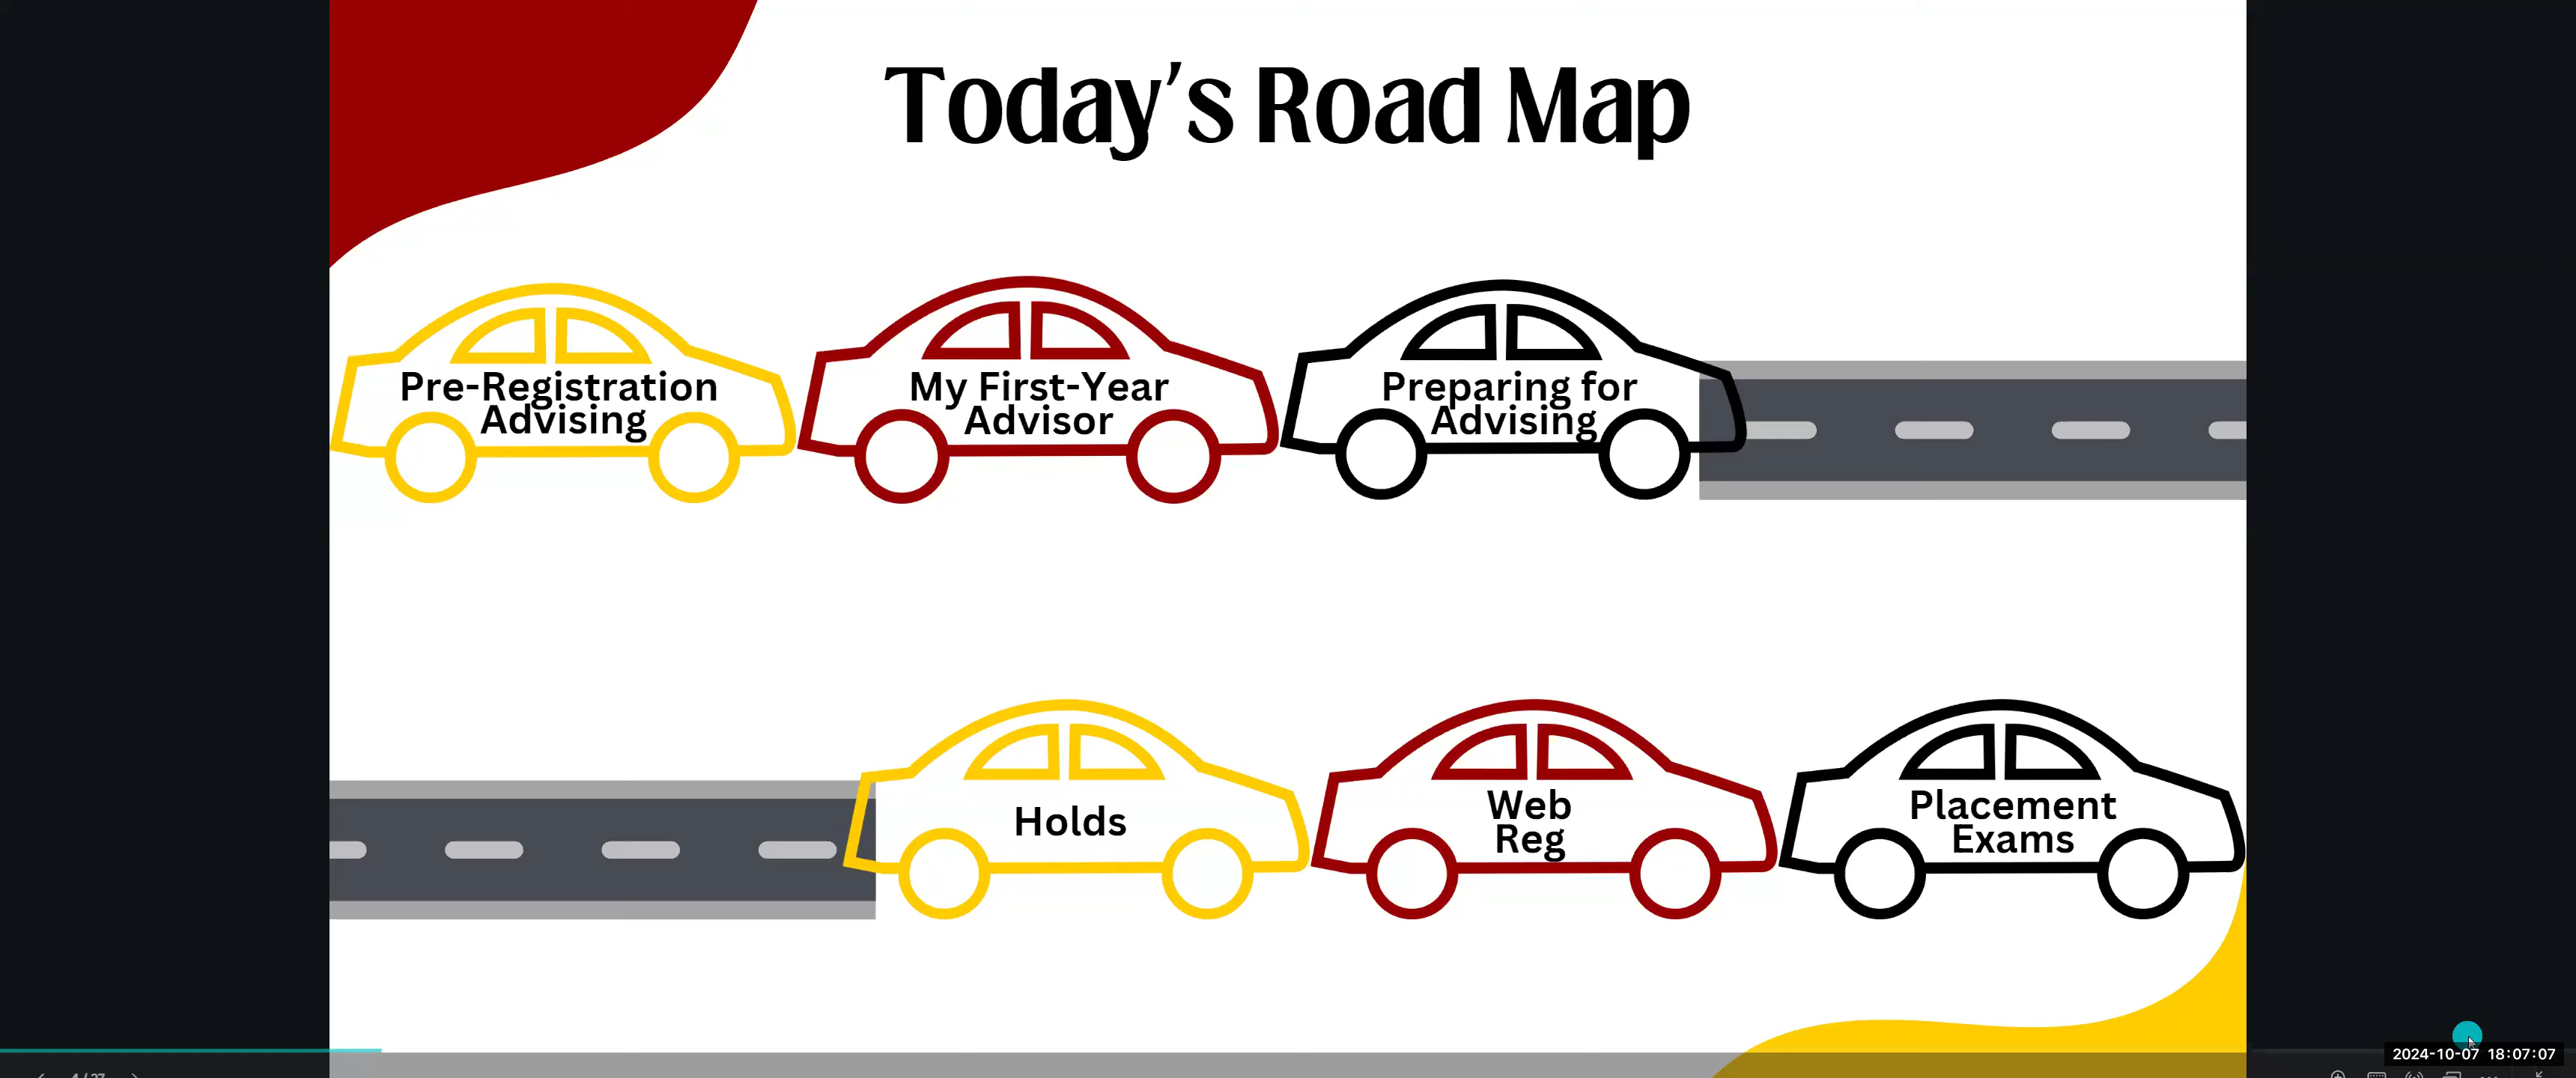 Today's Road Map
Pre-Registration
Advising
My First-Year
Advisor
Preparing for
Advising
Holds
Web
Reg
Placement
Exams
2024-10-07 18:07:07